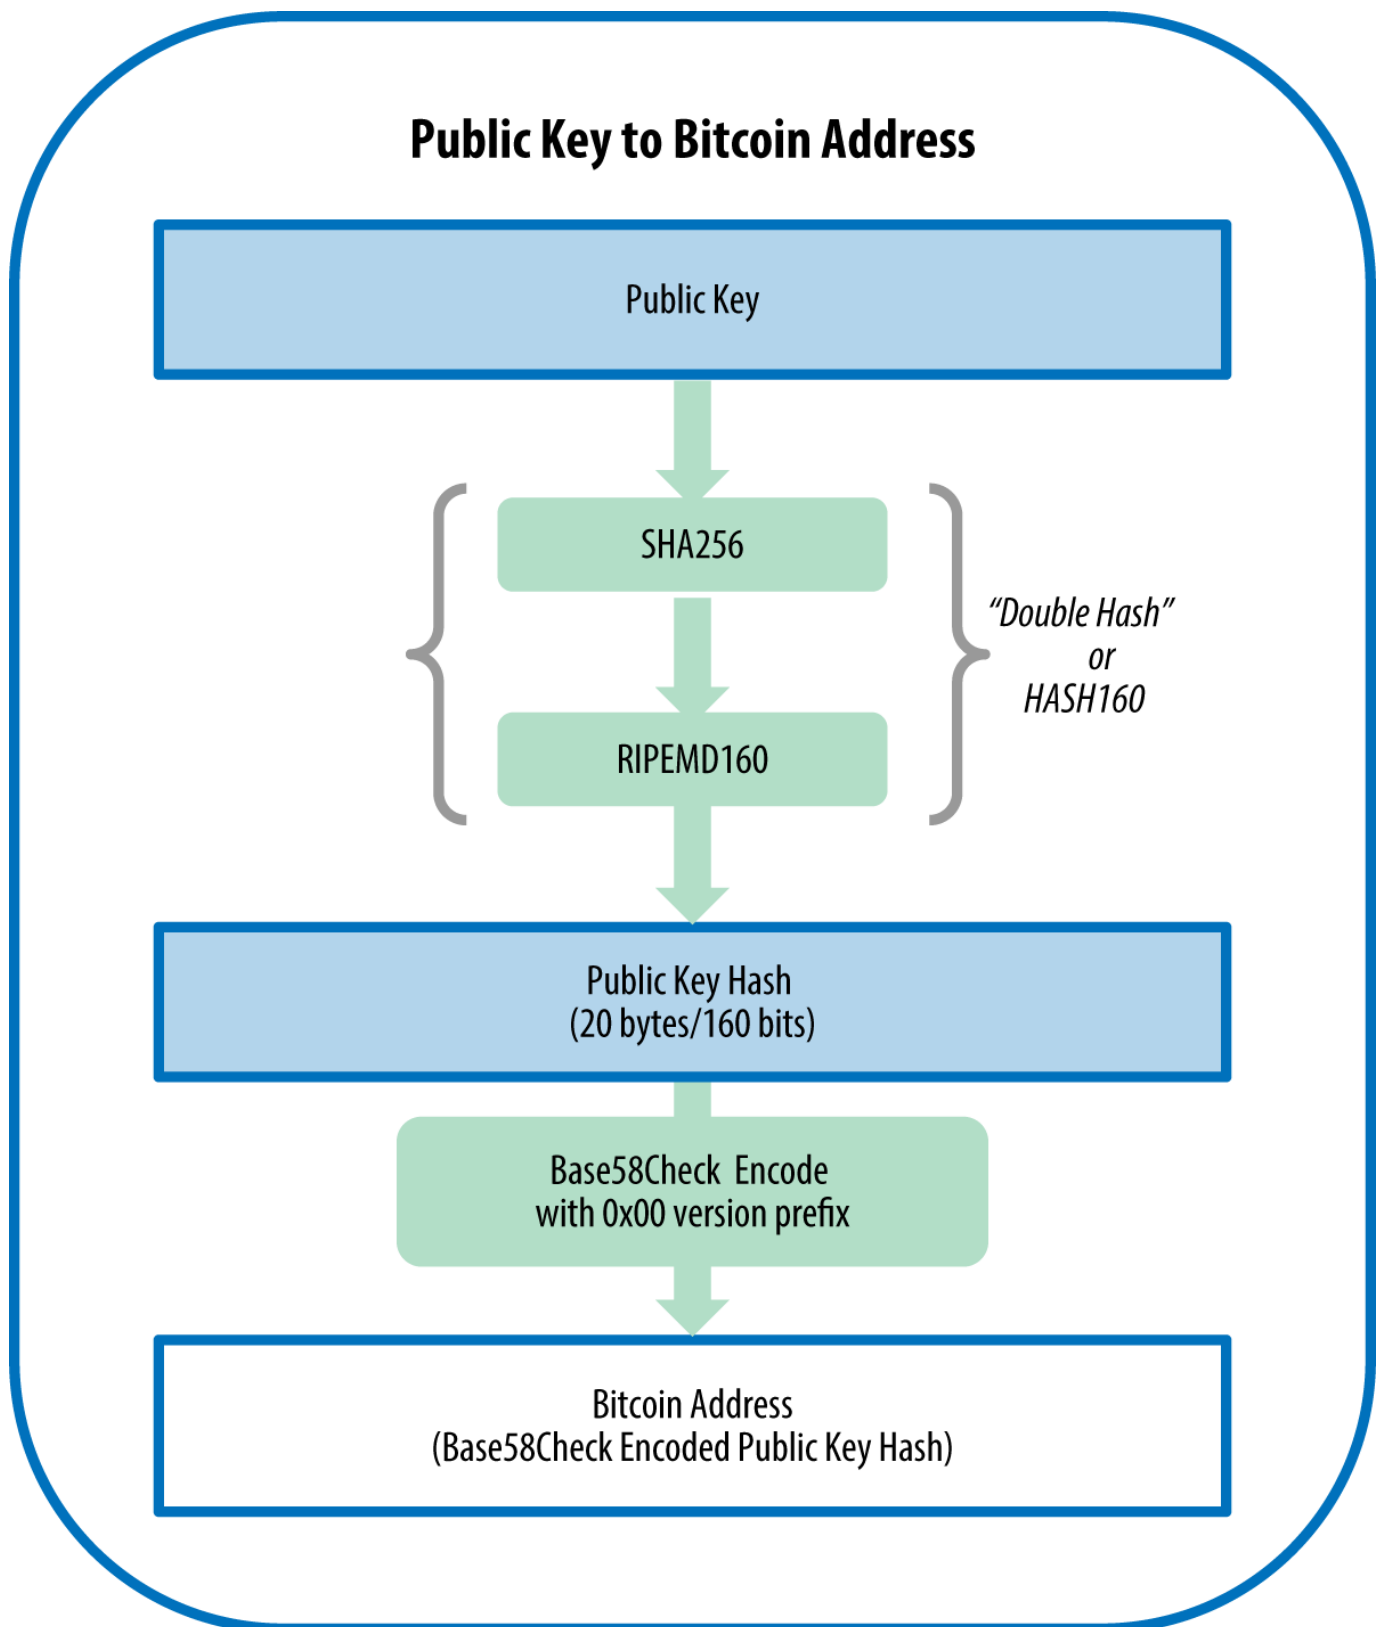 Public Key to Bitcoin Address
Public Key
SHA256
“Double Hash”
or
HASH160
RIPEMD160
Public Key Hash
(20 bytes/160 bits)
Base58Check Encode
with 0x00 version prefix
Bitcoin Address
(Base58Check Encoded Public Key Hash)